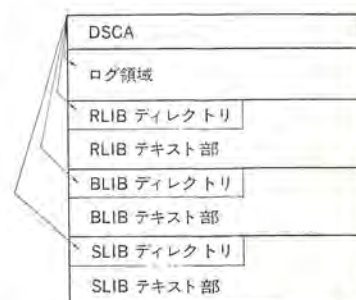 DSCA
ログ領域
RLIB ディレクトリ
RLIB テキスト部
BLIB ディレクトリ
BLIB テキスト部
SLIB ディレクトリ
SLIB テキスト部